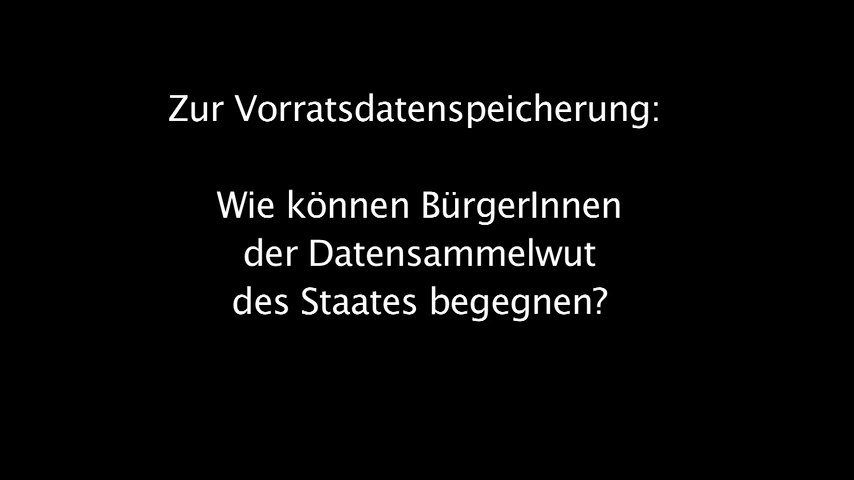 Zur Vorratsdatenspeicherung:
Wie können BürgerInnen
der Datensammelwut
des Staates begegnen?